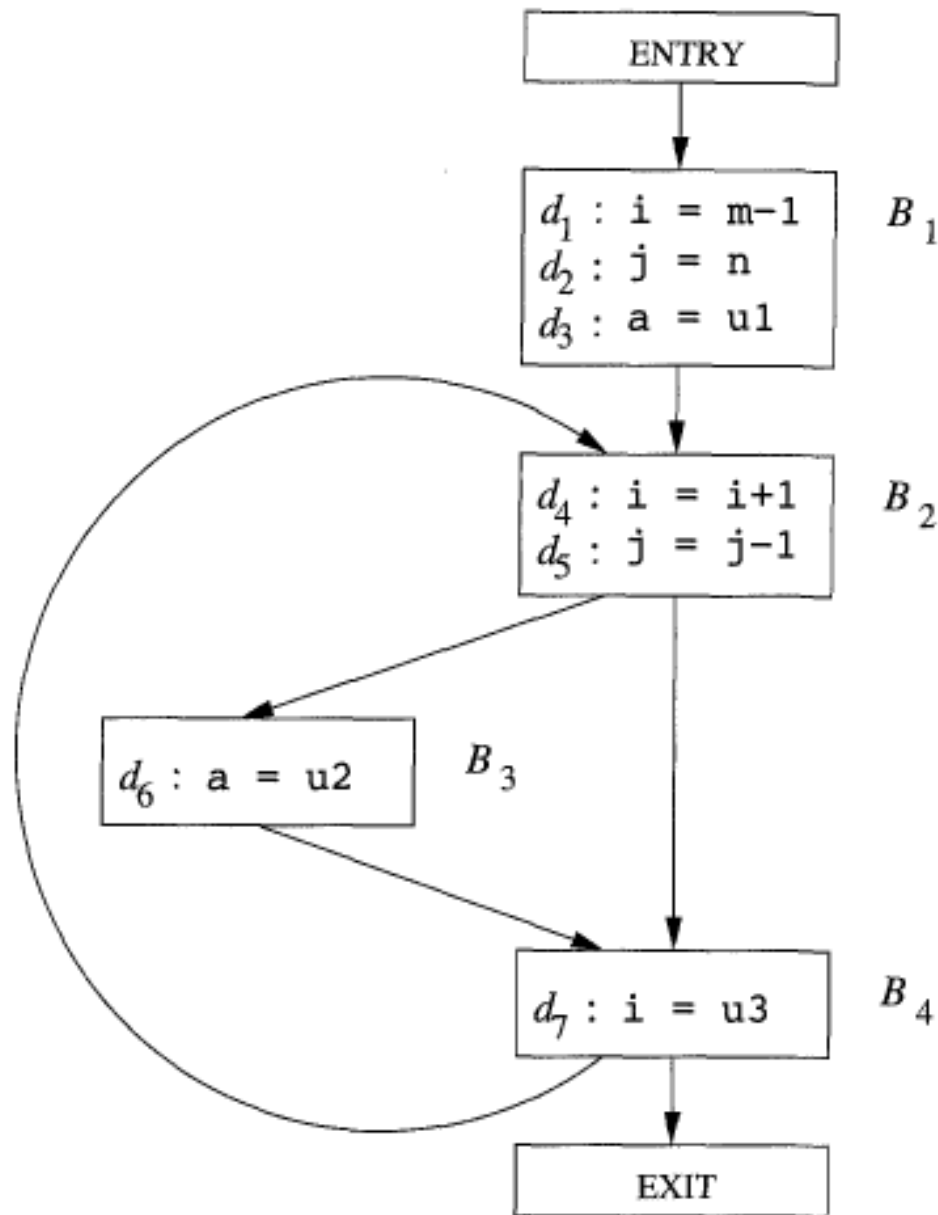 ENTRY
d1 : i = m-1
d2 : j = n
d3 : a = u1
B1
d4 : i = i+1
d5 : j = j-1
B2
d6 : a = u2
B3
d7 : i = u3
B4
EXIT